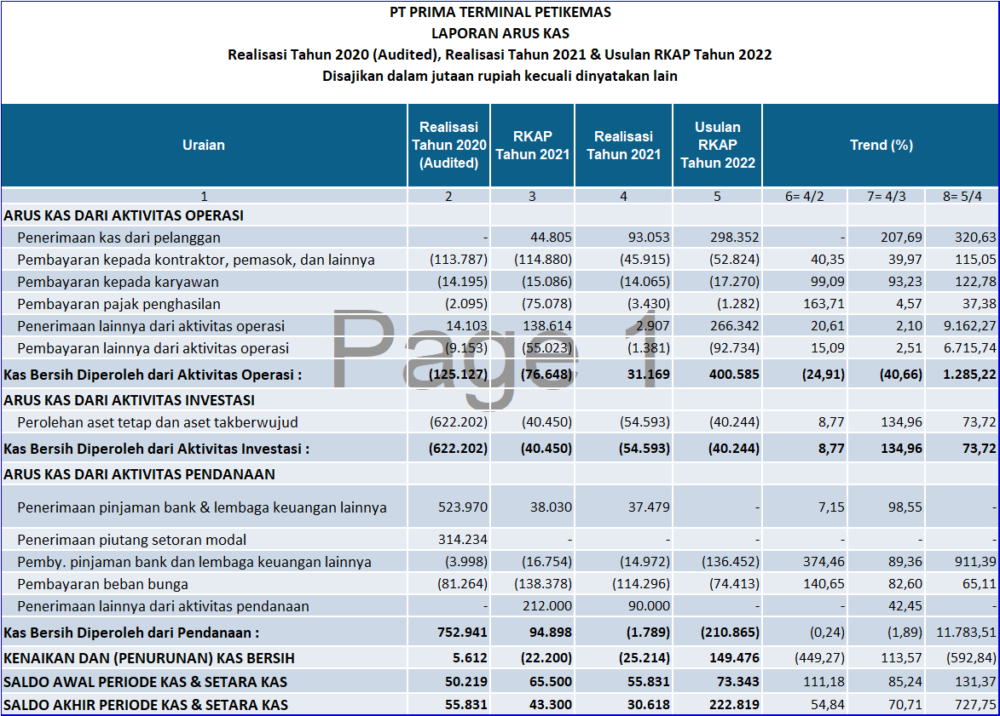 PT PRIMA TERMINAL PETIKEMAS
LAPORAN ARUS KAS
Realisasi Tahun 2020 (Audited), Realisasi Tahun 2021 & Usulan RKAP Tahun 2022
Disajikan dalam jutaan rupiah kecuali dinyatakan lain
Uraian Realisasi Tahun 2020 (Audited) RKAP Tahun 2021 Realisasi Tahun 2021 Usulan RKAP Tahun 2022 Trend (%)
1 2 3 4 5 6= 4/2 7= 4/3 8= 5/4
ARUS KAS DARI AKTIVITAS OPERASI
Penerimaan kas dari pelanggan - 44.805 93.053 298.352 - 207,69 320,63
Pembayaran kepada kontraktor, pemasok, dan lainnya (113.787) (114.880) (45.915) (52.824) 40,35 39,97 115,05
Pembayaran kepada karyawan (14.195) (15.086) (14.065) (17.270) 99,09 93,23 122,78
Pembayaran pajak penghasilan (2.095) (75.078) (3.430) (1.282) 163,71 4,57 37,38
Penerimaan lainnya dari aktivitas operasi 14.103 138.614 2.907 266.342 20,61 2,10 9.162,27
Pembayaran lainnya dari aktivitas operasi (9.153) (55.023) (1.381) (92.734) 15,09 2,51 6.715,74
Kas Bersih Diperoleh dari Aktivitas Operasi : (125.127) (76.648) 31.169 400.585 (24,91) (40,66) 1.285,22
ARUS KAS DARI AKTIVITAS INVESTASI
Perolehan aset tetap dan aset takberwujud (622.202) (40.450) (54.593) (40.244) 8,77 134,96 73,72
Kas Bersih Diperoleh dari Aktivitas Investasi : (622.202) (40.450) (54.593) (40.244) 8,77 134,96 73,72
ARUS KAS DARI AKTIVITAS PENDANAAN
Penerimaan pinjaman bank & lembaga keuangan lainnya 523.970 38.030 37.479 - 7,15 98,55 -
Penerimaan piutang setoran modal 314.234 - - - - - -
Pemby. pinjaman bank dan lembaga keuangan lainnya (3.998) (16.754) (14.972) (136.452) 374,46 89,36 911,39
Pembayaran beban bunga (81.264) (138.378) (114.296) (74.413) 140,65 82,60 65,11
Penerimaan lainnya dari aktivitas pendanaan - 212.000 90.000 - - 42,45 -
Kas Bersih Diperoleh dari Pendanaan : 752.941 94.898 (1.789) (210.865) (0,24) (1,89) 11.783,51
KENAIKAN DAN (PENURUNAN) KAS BERSIH 5.612 (22.200) (25.214) 149.476 (449,27) 113,57 (592,84)
SALDO AWAL PERIODE KAS & SETARA KAS 50.219 65.500 55.831 73.343 111,18 85,24 131,37
SALDO AKHIR PERIODE KAS & SETARA KAS 55.831 43.300 30.618 222.819 54,84 70,71 727,75
Page 1